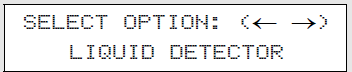 SELECT OPTION: (← →)
LIQUID DETECTOR